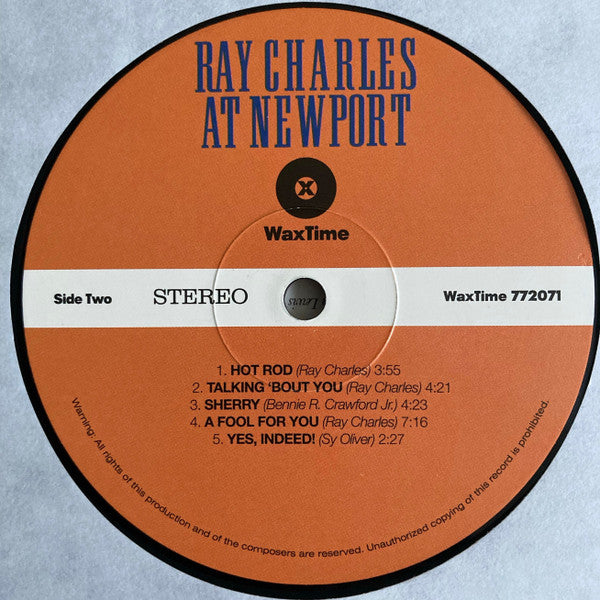 RAY CHARLES
AT NEWPORT
X
WaxTime
Side Two
STEREO
Lewis
WaxTime 772071
1. HOT ROD (Ray Charles) 3:55
2. TALKING ‘BOUT YOU (Ray Charles) 4:21
3. SHERRY (Bennie R. Crawford Jr.) 4:23
4. A FOOL FOR YOU (Ray Charles) 7:16
5. YES, INDEED! (Sy Oliver) 2:27
Warning: All rights of this production and of the composers are reserved. Unauthorized copying of this record is prohibited.